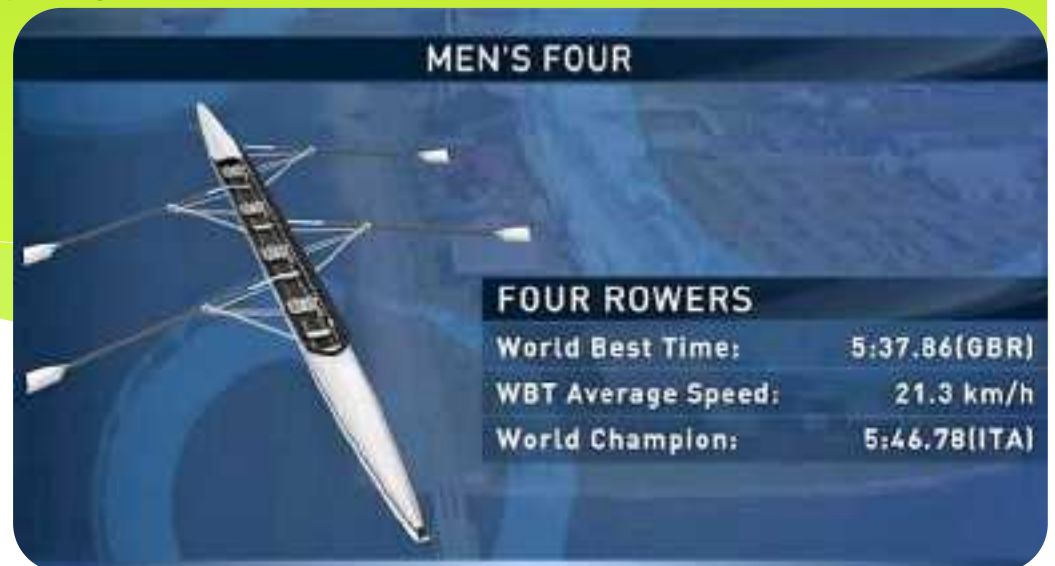 MEN'S FOUR
FOUR ROWERS
World Best Time: 5:37.86(GBR)
WBT Average Speed: 21.3 km/h
World Champion: 5:46.78(ITA)